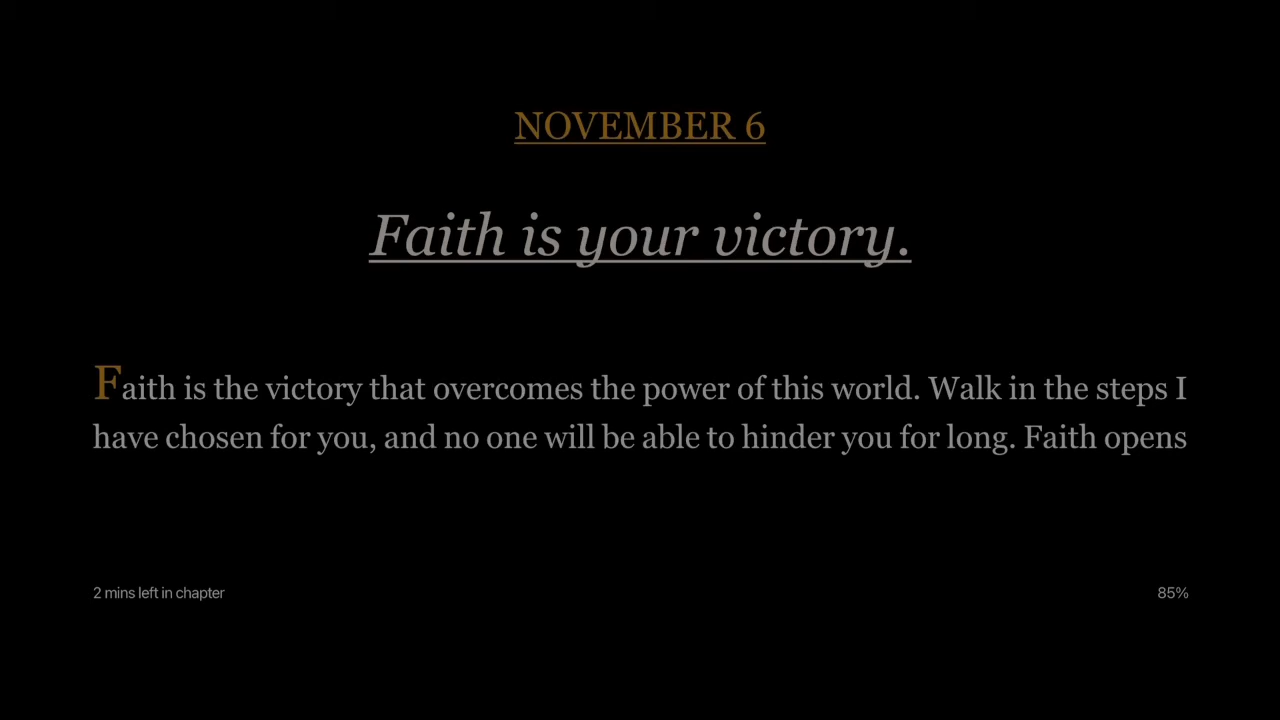 NOVEMBER 6
Faith is your victory.
Faith is the victory that overcomes the power of this world. Walk in the steps I
have chosen for you, and no one will be able to hinder you for long. Faith opens
2 mins left in chapter
85%